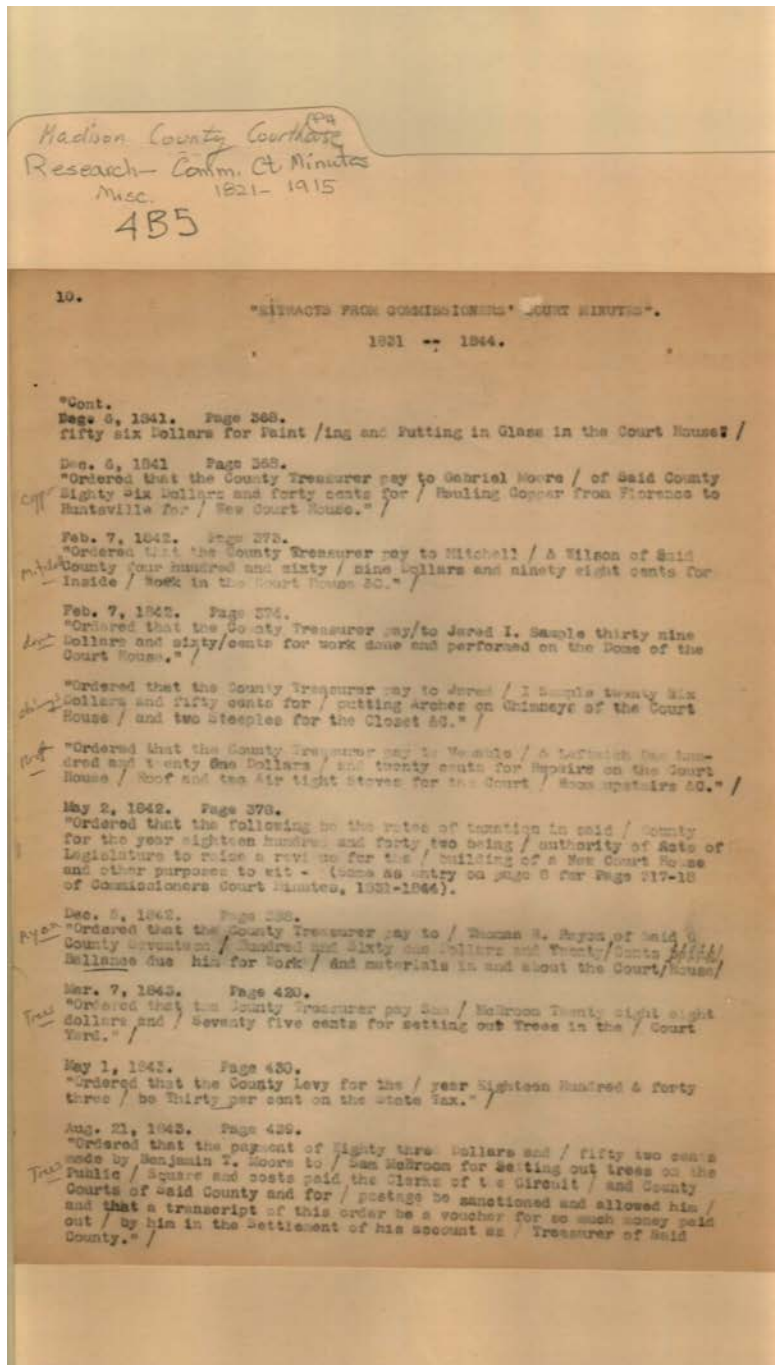 PPA
Madison County Courthouse
Research— Comm. Ct Minutes
Misc. 1821– 1915
4B5
10.
"EXTRACTS FROM COMMISSIONERS' COURT MINUTES".
1831 -- 1844.
"Cont.
Dec. 6, 1841. Page 368.
fifty six Dollars for Paint /ing and Putting in Glass in the Court House" /
Dec. 6, 1841 Page 368.
"Ordered that the County Treasurer pay to Gabriel Moore / of Said County
Eighty Six Dollars and forty cents for / Hauling Copper from Florence to
Huntsville for / New Court House." /
Feb. 7, 1842. Page 373.
"Ordered that the County Treasurer pay to Mitchell / & Wilson of Said
County four hundred and sixty / nine Dollars and ninety eight cents for
Inside / Work in the Court House &C." /
Feb. 7, 1842. Page 374.
"Ordered that the County Treasurer pay/to Jared I. Sample thirty nine
dome
Dollars and sixty/cents for work done and performed on the Dome of the
Court House." /
"Ordered that the County Treasurer pay to Jared / I Sample twenty Six
Dollars and fifty cents for / putting Arches on Chimneys of the Court
House / and two Steeples for the Closet &C." /
Roof
"Ordered that the County Treasurer pay to Venable / & Leftwich One hun-
dred and twenty One Dollars / and twenty cents for Repairs on the Court
House / Roof and two Air tight Stoves for the Court / Room upstairs &C." /
May 2, 1842. Page 378.
"Ordered that the following be the rates of taxation in said / County
for the year eighteen hundred and forty two being / authority of Acts of
Legislature to raise a revenue for the / building of a New Court House
and other purposes to wit - (Same as entry on page 8 for Page 317-18
of Commissioners Court Minutes, 1831-1844).
Dec. 5, 1842. Page 388.
Ryan
"Ordered that the County Treasurer pay to / Thomas B. Rayon of Said
County Seventeen / Hundred and Sixty one Dollars and Twenty/Cents
Ballance due him for Work / And materials in and about the Court/House/
Mar. 7, 1843. Page 420.
Trees
"Ordered that the County Treasurer pay Sam / McBroom Twenty eight eight
dollars and / Seventy five cents for setting out Trees in the / Court
Yard." /
May 1, 1843. Page 430.
"Ordered that the County Levy for the / year Eighteen Hundred & forty
three / be Thirty per cent on the State Tax." /
Aug. 21, 1843. Page 439.
"Ordered that the payment of Eighty three Dollars and / fifty two cents
made by Benjamin T. Moore to / Sam McBroom for Setting out trees on the
Trees
Public / Square and costs paid the Clerks of the Circuit / and County
Courts of Said County and for / postage be sanctioned and allowed him /
and that a transcript of this order be a voucher for so much money paid
out / by him in the Settlement of his account as / Treasurer of Said
County." /